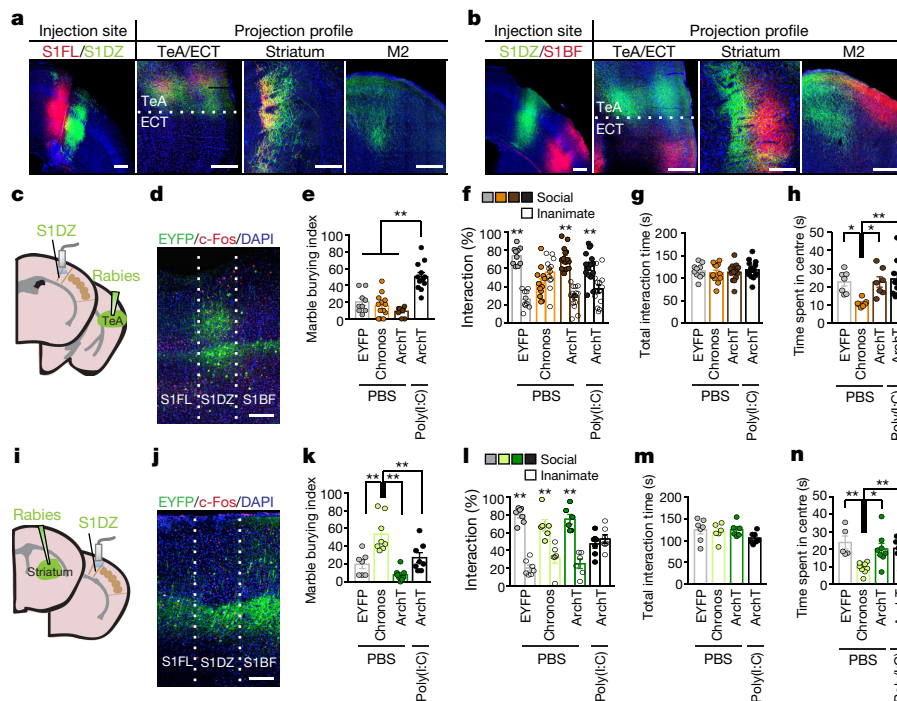 a
Injection site
Projection profile
S1FL/S1DZ
TeA/ECT
Striatum
M2
TeA
ECT
b
Injection site
Projection profile
S1DZ/S1BF
TeA/ECT
Striatum
M2
TeA
ECT
c
S1DZ
Rabies
TeA
d
EYFP/c-Fos/DAPI
S1FL
S1DZ
S1BF
e
Marble burying index
100
80
60
40
20
0
**
EYFP
Chronos
ArchT
ArchT
PBS
Poly(I:C)
f
Social
Inanimate
Interaction (%)
100
80
60
40
20
0
**
**
**
EYFP
Chronos
ArchT
ArchT
PBS
Poly(I:C)
g
Total interaction time (s)
200
150
100
50
0
EYFP
Chronos
ArchT
ArchT
PBS
Poly(I:C)
h
Time spent in centre (s)
50
40
30
20
10
0
**
*
*
EYFP
Chronos
ArchT
PBS
i
Rabies
S1DZ
Striatum
j
EYFP/c-Fos/DAPI
S1FL
S1DZ
S1BF
k
Marble burying index
100
80
60
40
20
0
**
**
**
EYFP
Chronos
ArchT
ArchT
PBS
Poly(I:C)
l
Social
Inanimate
Interaction (%)
100
80
60
40
20
0
**
**
**
EYFP
Chronos
ArchT
ArchT
PBS
Poly(I:C)
m
Total interaction time (s)
200
150
100
50
0
EYFP
Chronos
ArchT
ArchT
PBS
Poly(I:C)
n
Time spent in centre (s)
50
40
30
20
10
0
**
**
*
EYFP
Chronos
ArchT
PBS